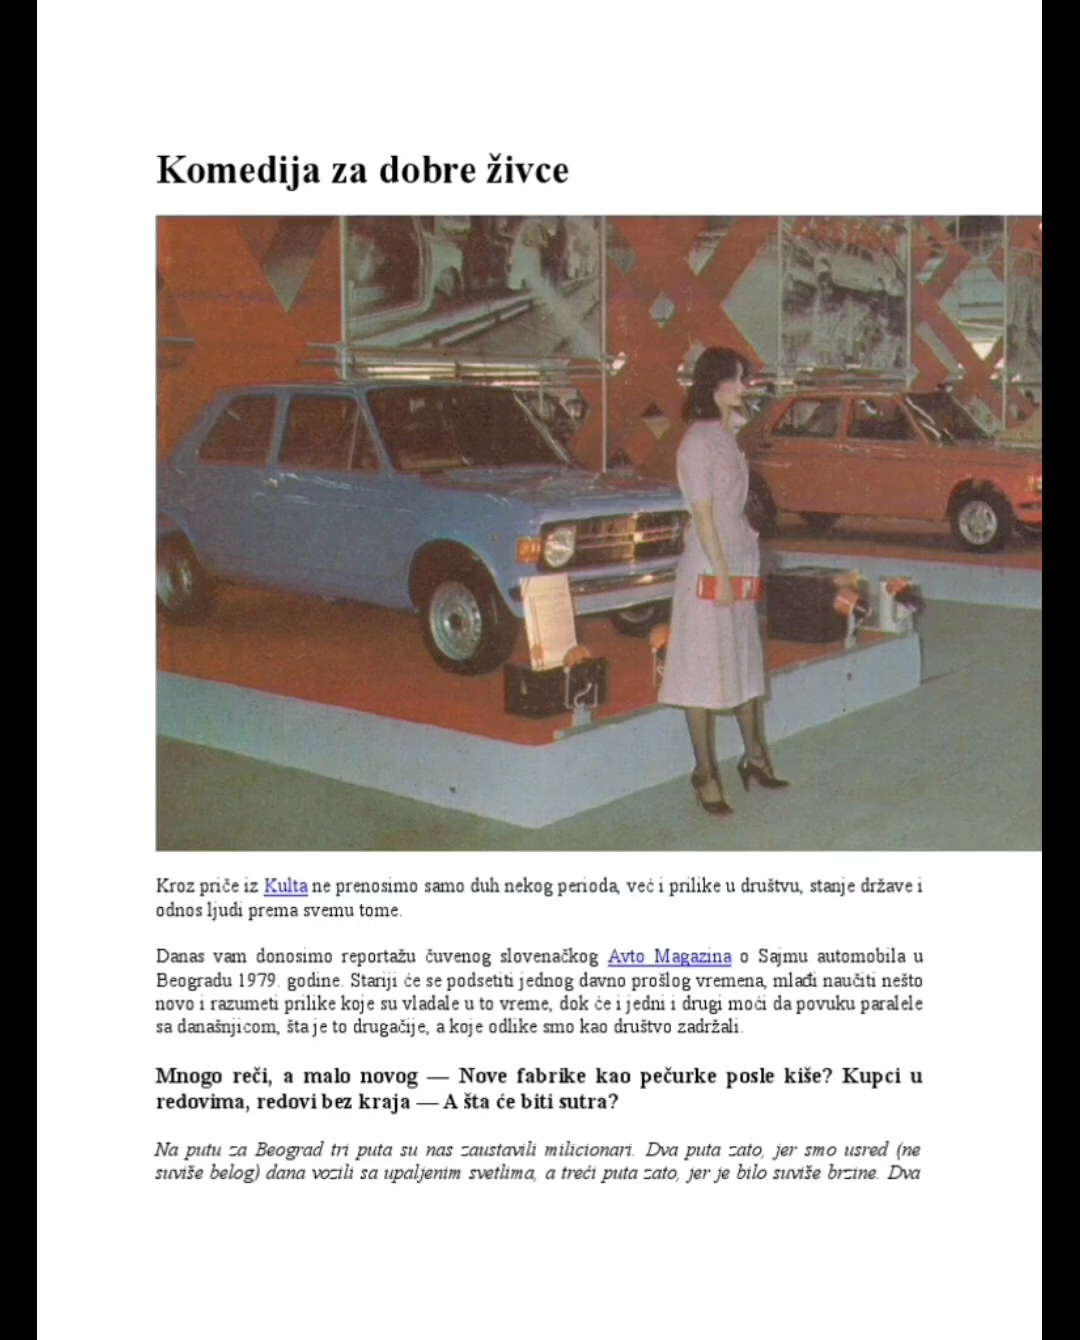 Komedija za dobre živce
Kroz priče iz Kulta ne prenosimo samo duh nekog perioda, već i prilike u društvu, stanje države i
odnos ljudi prema svemu tome.
Danas vam donosimo reportažu čuvenog slovenačkog Avto Magazina o Sajmu automobila u
Beogradu 1979. godine. Stariji će se podsetiti jednog davno prošlog vremena, mlađi naučiti nešto
novo i razumeti prilike koje su vladale u to vreme, dok će i jedni i drugi moći da povuku paralele
sa današnjicom, šta je to drugačije, a koje odlike smo kao društvo zadržali.
Mnogo reči, a malo novog — Nove fabrike kao pečurke posle kiše? Kupci u
redovima, redovi bez kraja — A šta će biti sutra?
Na putu za Beograd tri puta su nas zaustavili milicionari. Dva puta zato, jer smo usred (ne
suviše belog) dana vozili sa upaljenim svetlima, a treći puta zato, jer je bilo suviše brzine. Dva